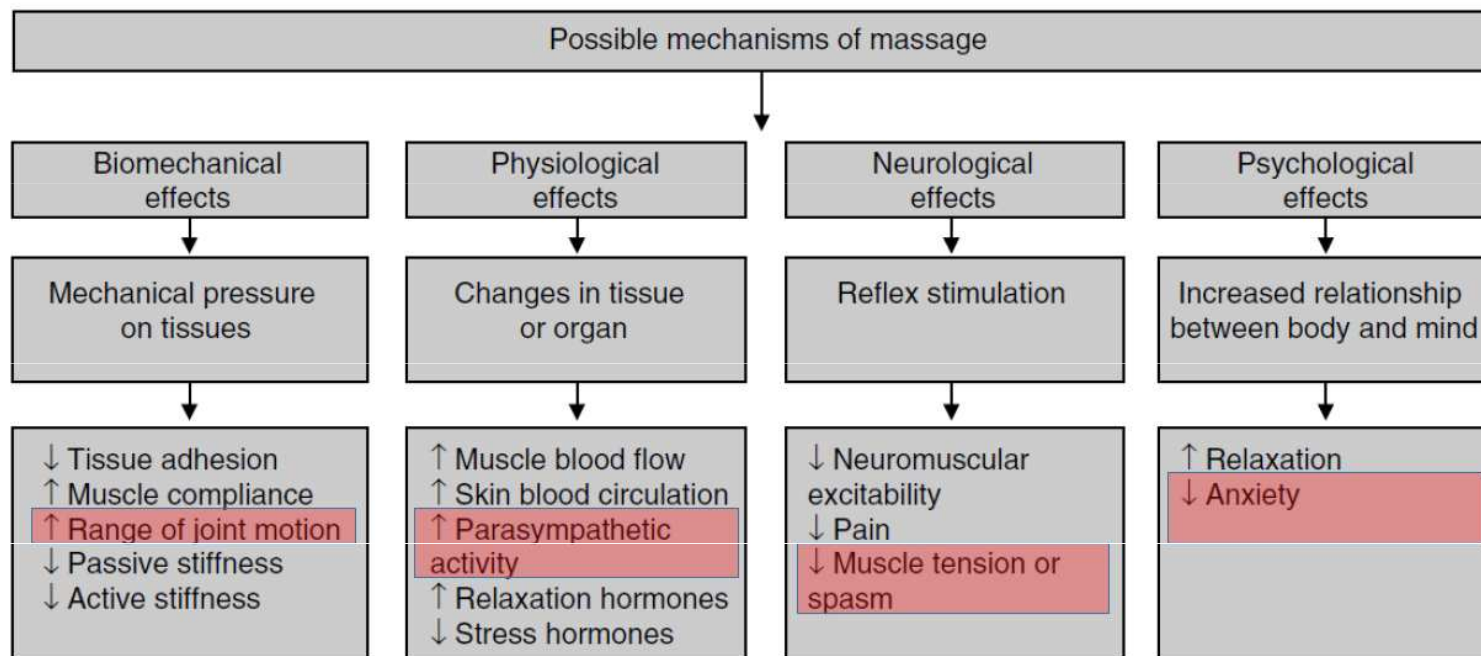 Possible mechanisms of massage
Biomechanical
effects
Physiological
effects
Neurological
effects
Psychological
effects
Mechanical pressure
on tissues
Changes in tissue
or organ
Reflex stimulation
Increased relationship
between body and mind
↓ Tissue adhesion
↑ Muscle compliance
↑ Range of joint motion
↓ Passive stiffness
↓ Active stiffness
↑ Muscle blood flow
↑ Skin blood circulation
↑ Parasympathetic
activity
↑ Relaxation hormones
↓ Stress hormones
↓ Neuromuscular
excitability
↓ Pain
↓ Muscle tension or
spasm
↑ Relaxation
↓ Anxiety